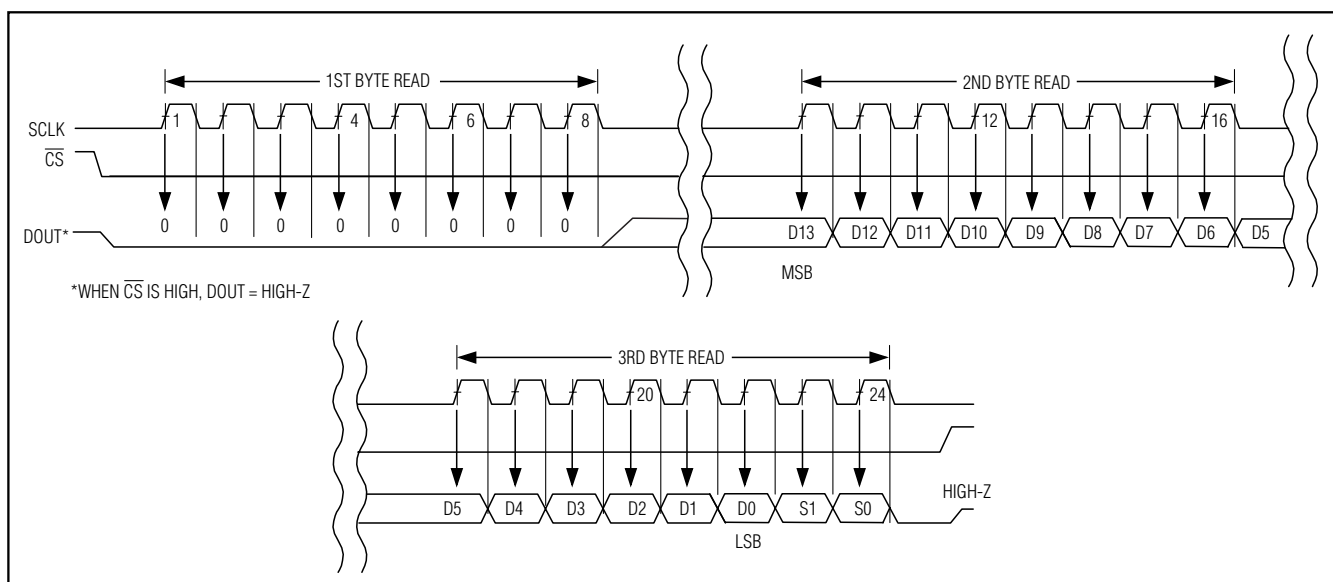 1ST BYTE READ
2ND BYTE READ
SCLK 1 4 6 8 12 16
CS
0 0 0 0 0 0 0 0
DOUT* D13 D12 D11 D10 D9 D8 D7 D6 D5
MSB
*WHEN CS IS HIGH, DOUT = HIGH-Z
3RD BYTE READ
20 24
HIGH-Z
D5 D4 D3 D2 D1 D0 S1 S0
LSB